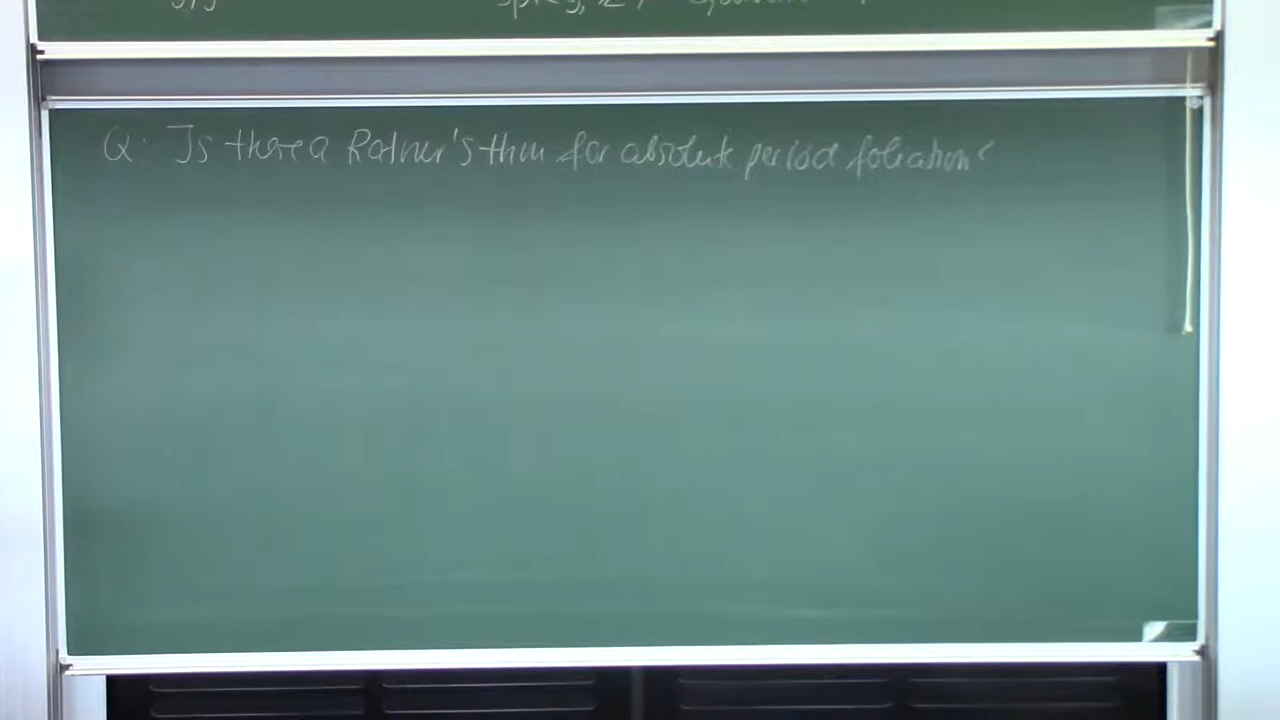 Q: Is there a Ratner's thm for absolute period foliation?